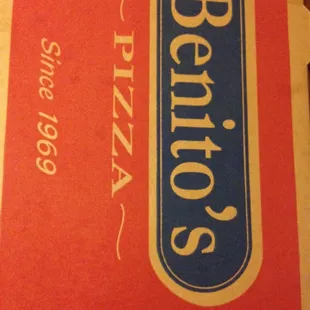 Benito's
~ PIZZA ~
Since 1969